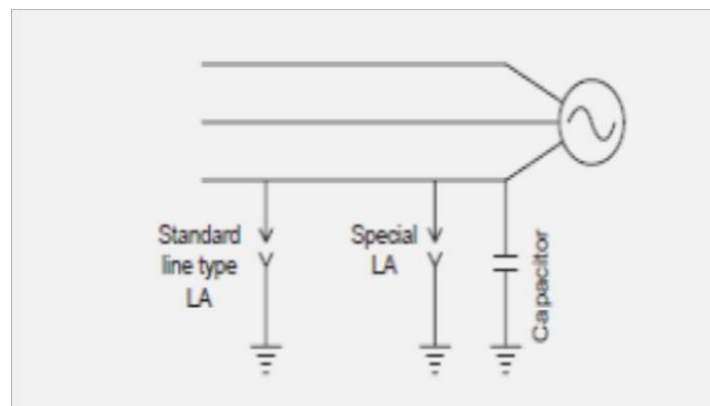 Standard
line type
LA
Special
LA
Capacitor